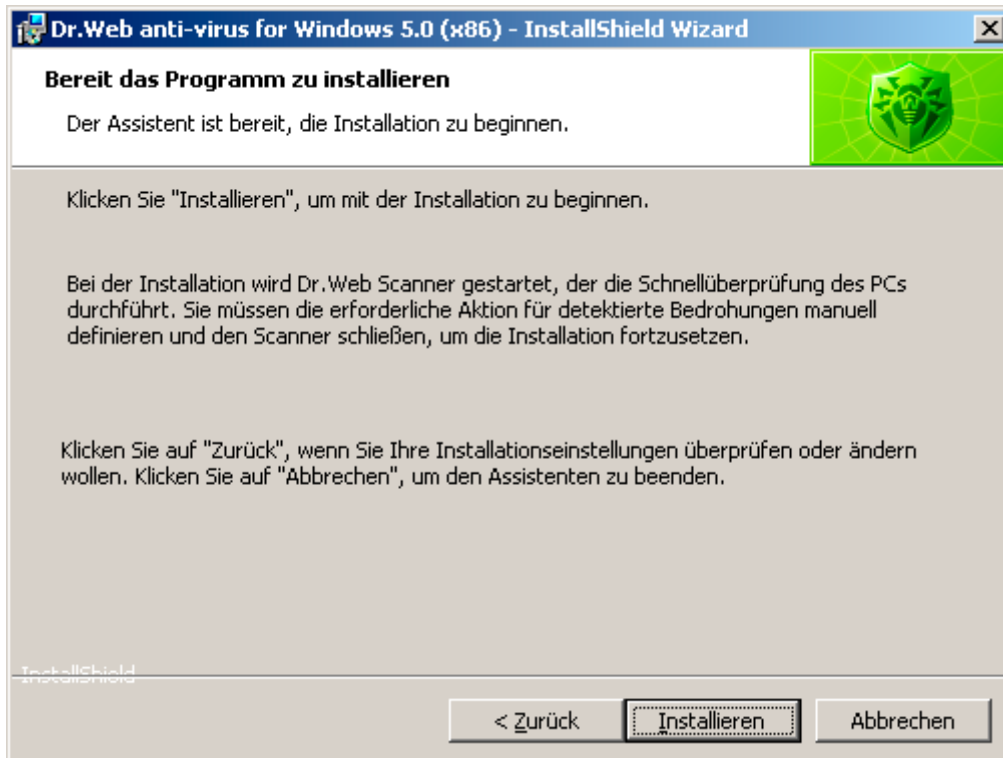 Dr.Web anti-virus for Windows 5.0 (x86) - InstallShield Wizard
Bereit das Programm zu installieren
Der Assistent ist bereit, die Installation zu beginnen.
Klicken Sie "Installieren", um mit der Installation zu beginnen.
Bei der Installation wird Dr.Web Scanner gestartet, der die Schnellüberprüfung des PCs
durchführt. Sie müssen die erforderliche Aktion für detektierte Bedrohungen manuell
definieren und den Scanner schließen, um die Installation fortzusetzen.
Klicken Sie auf "Zurück", wenn Sie Ihre Installationseinstellungen überprüfen oder ändern
wollen. Klicken Sie auf "Abbrechen", um den Assistenten zu beenden.
InstallShield
< Zurück
Installieren
Abbrechen